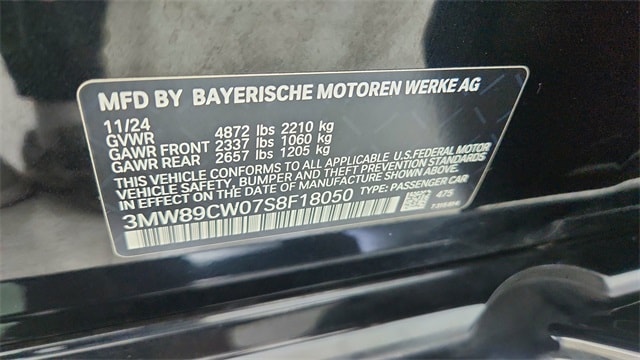 MFD BY BAYERISCHE MOTOREN WERKE AG
11/24
GVWR 4872 lbs 2210 kg
GAWR FRONT 2337 lbs 1060 kg
GAWR REAR 2657 lbs 1205 kg
THIS VEHICLE CONFORMS TO ALL APPLICABLE U.S. FEDERAL MOTOR
VEHICLE SAFETY, BUMPER AND THEFT PREVENTION STANDARDS
IN EFFECT ON THE DATE OF MANUFACTURE SHOWN ABOVE.
3MW89CW07S8F18050 TYPE: PASSENGER CAR
475